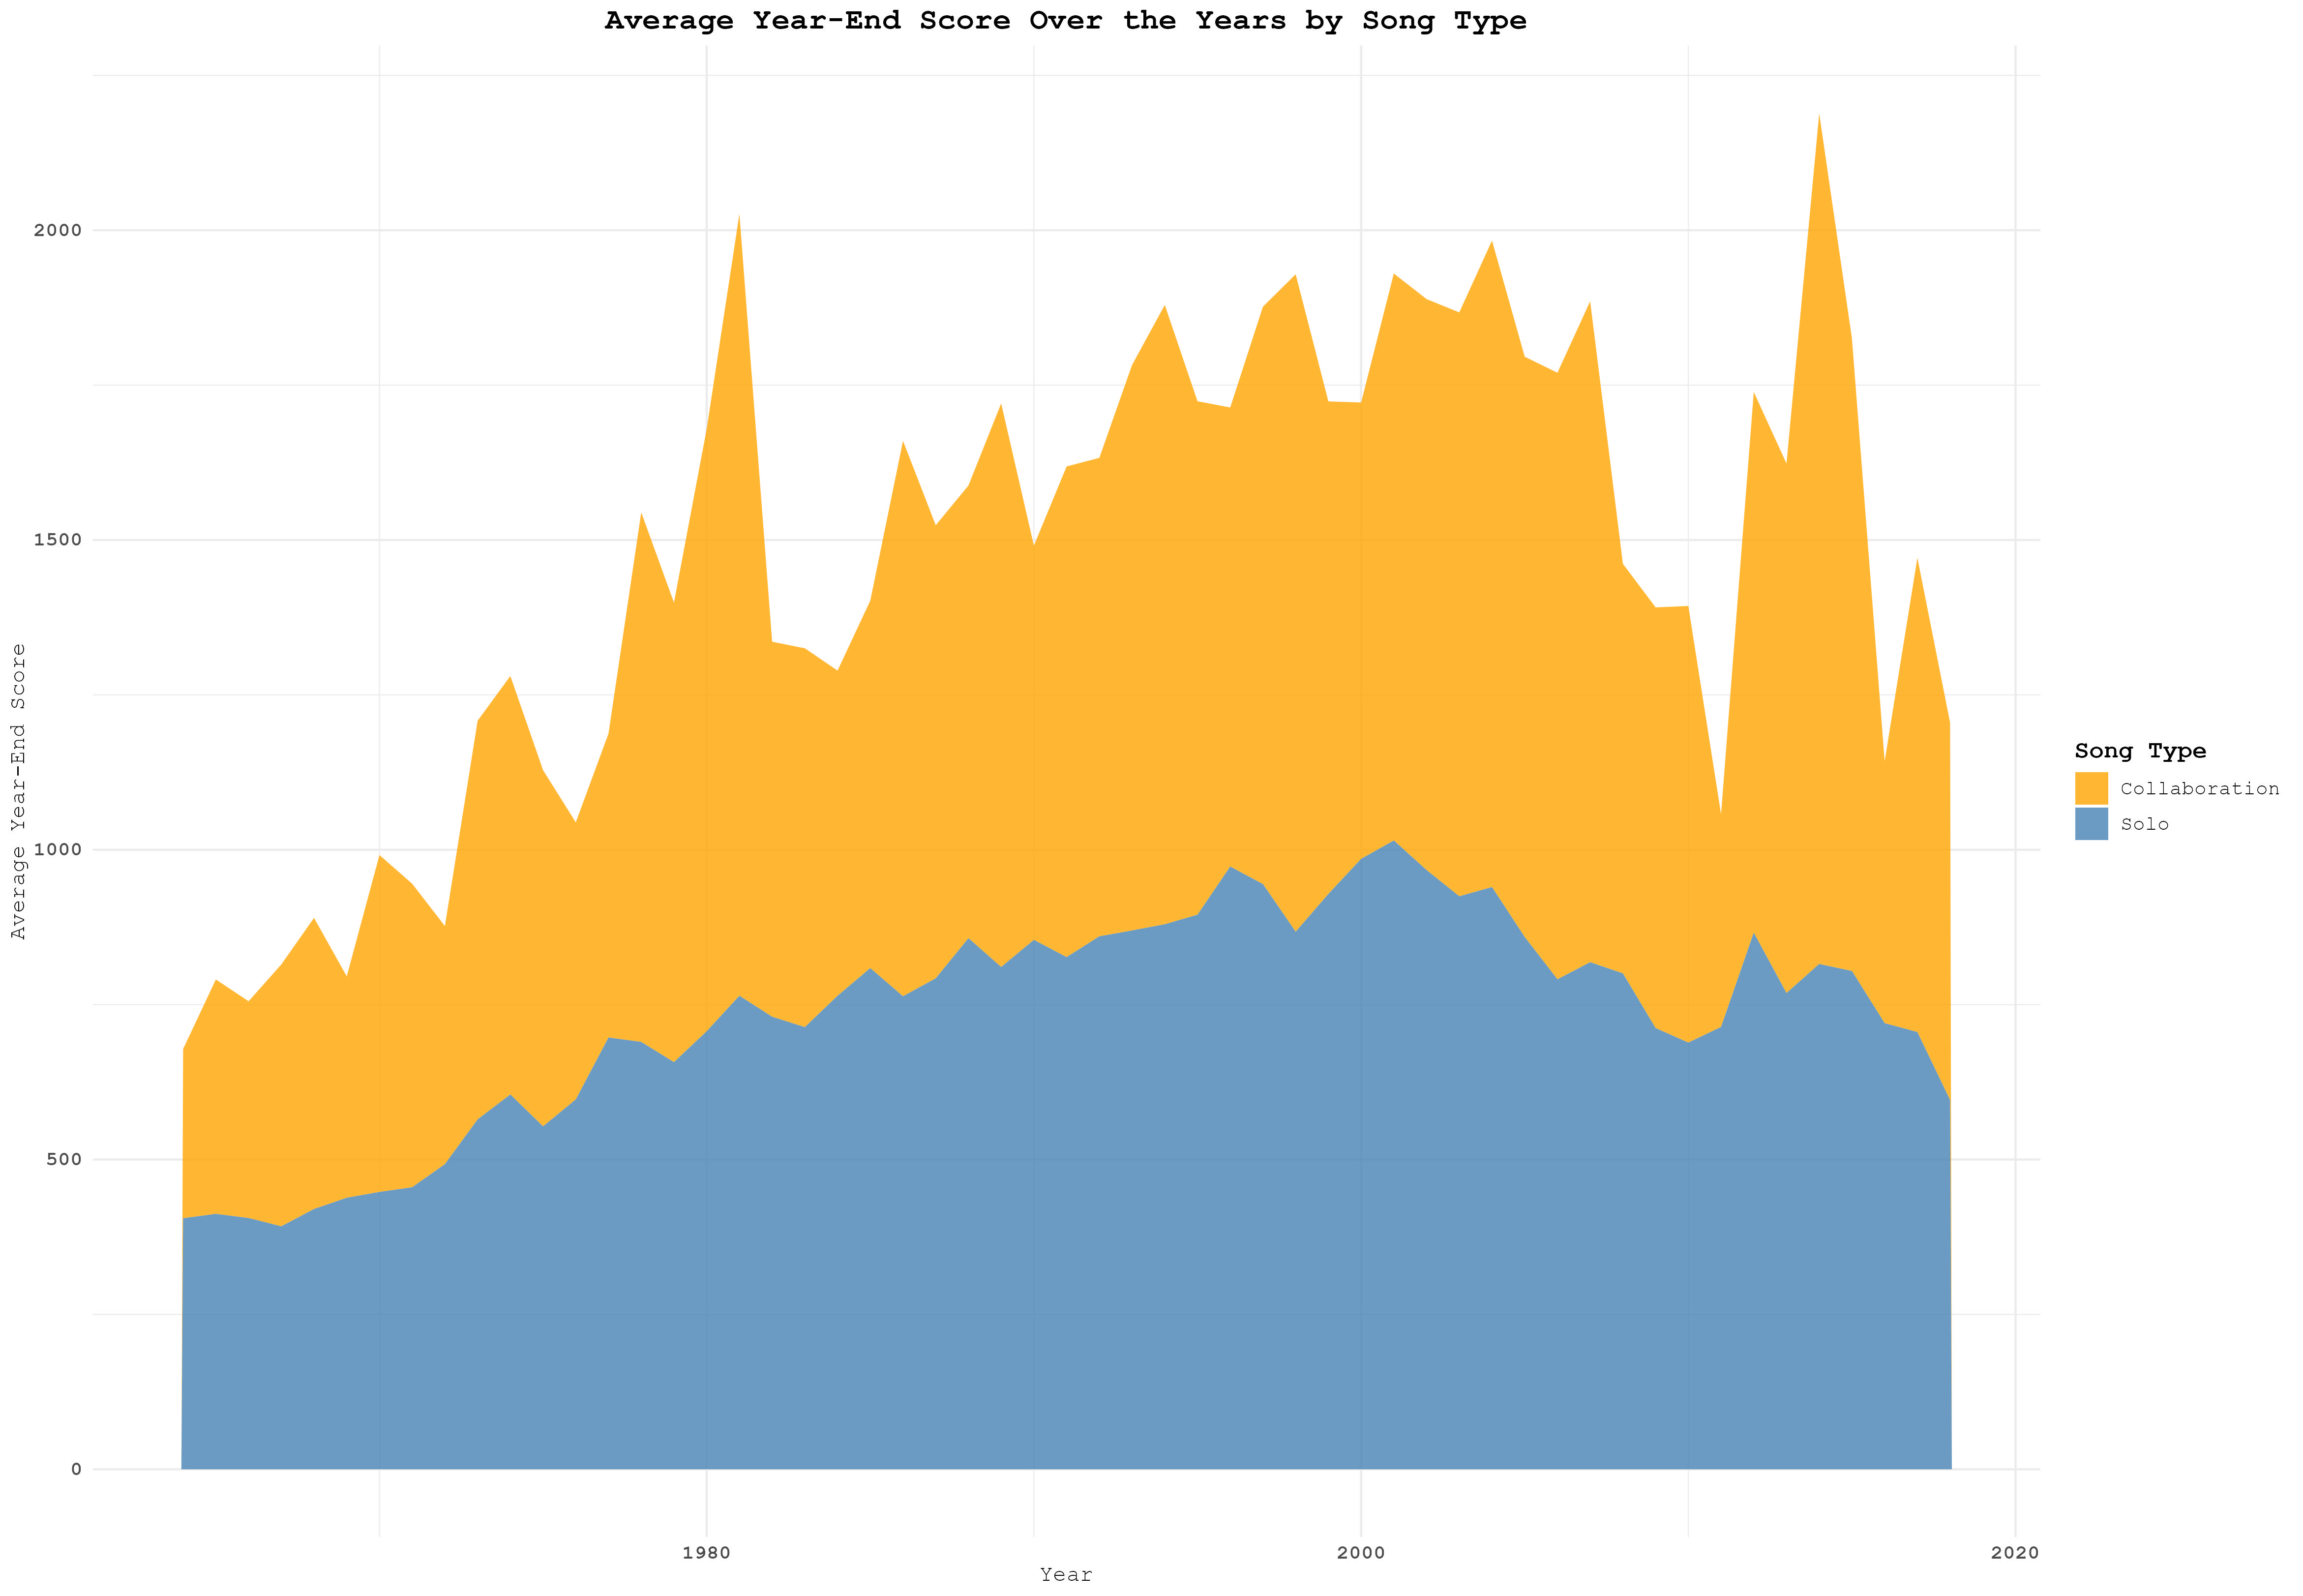 Average Year-End Score Over the Years by Song Type
Average Year-End Score
2000
1500
1000
500
0
1980
2000
2020
Year
Song Type
Collaboration
Solo